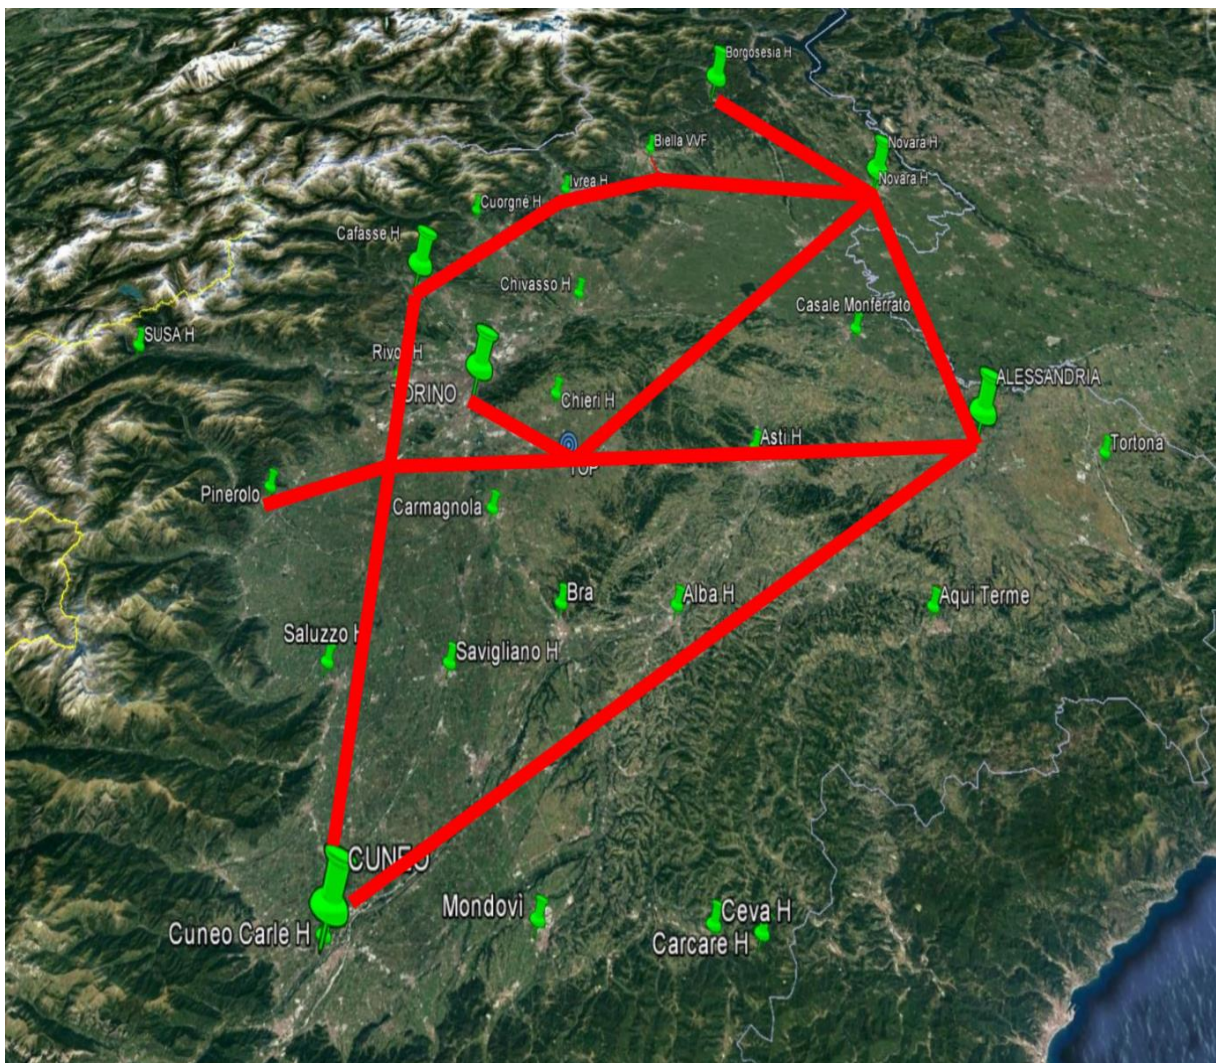 Borgosesia H
Biella VVF
Novara H
Novara H
Ivrea H
Cuorgnè H
Cafasse H
Chivasso H
Casale Monferrato
SUSA H
TORINO
Chieri H
ALESSANDRIA
Asti H
Tortona
TOP
Pinerolo
Carmagnola
Bra
Alba H
Aqui Terme
Saluzzo H
Savigliano H
CUNEO
Cuneo Carle H
Mondovì
Ceva H
Carcare H